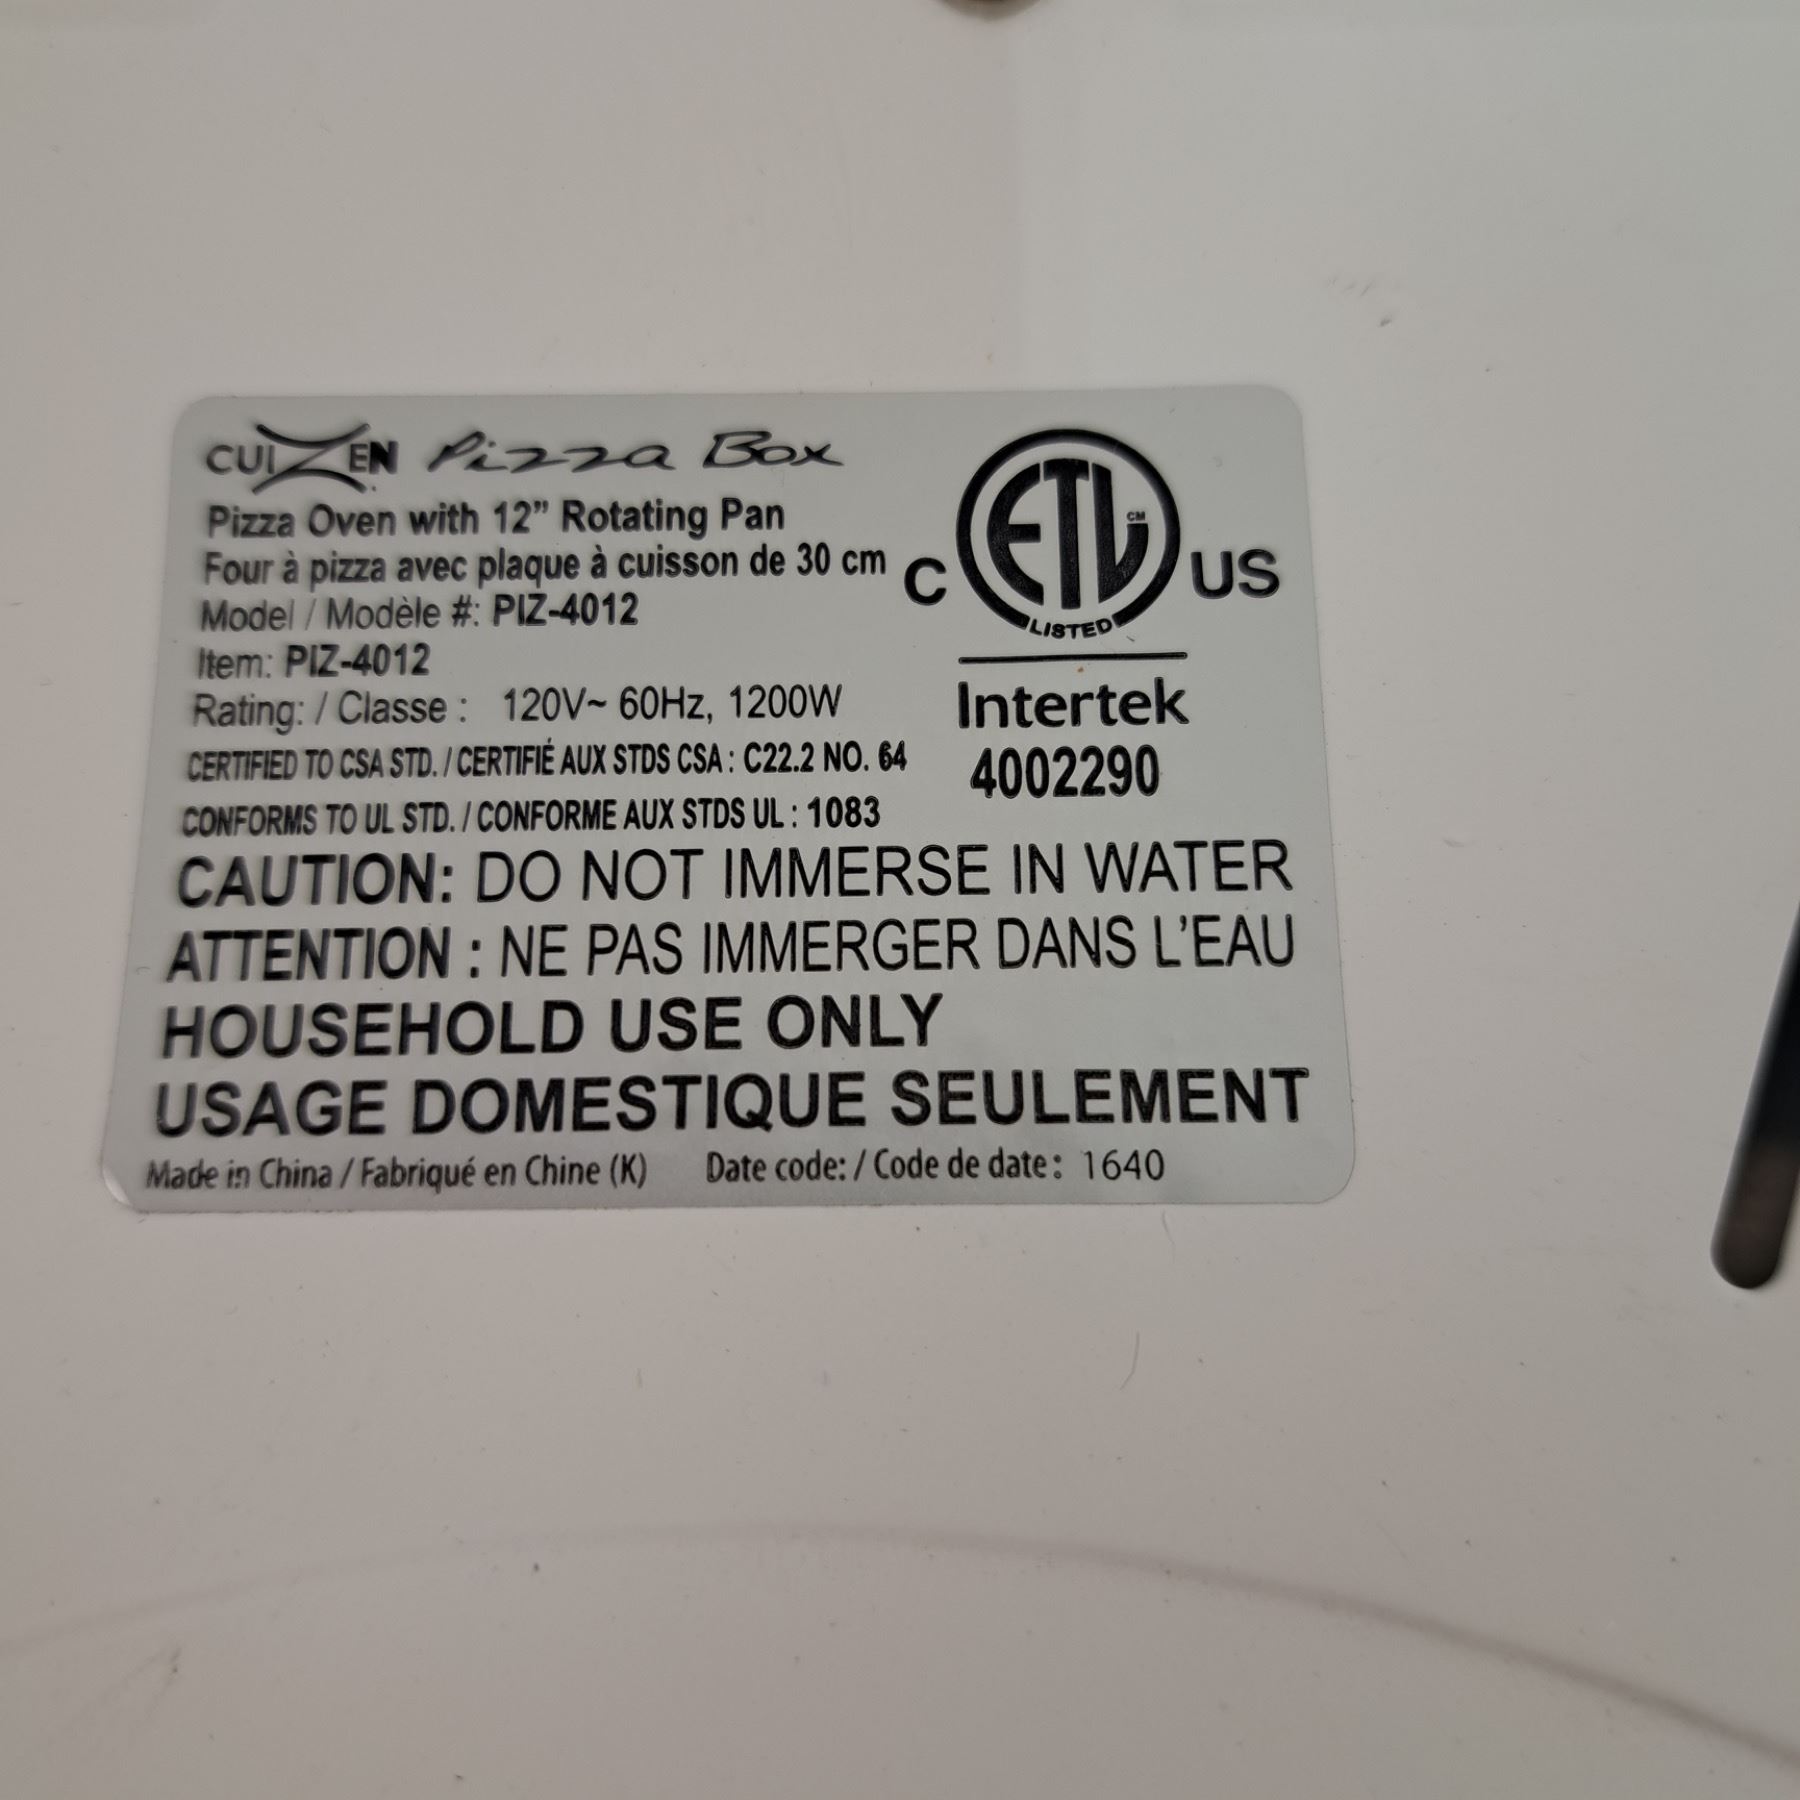 CUIZEN Pizza Box
Pizza Oven with 12” Rotating Pan
Four à pizza avec plaque à cuisson de 30 cm
Model / Modèle #: PIZ-4012
Item: PIZ-4012
Rating: / Classe : 120V~ 60Hz, 1200W
CERTIFIED TO CSA STD. / CERTIFIÉ AUX STDS CSA : C22.2 NO. 64
CONFORMS TO UL STD. / CONFORME AUX STDS UL : 1083
C ETL CM US
LISTED
Intertek
4002290
CAUTION: DO NOT IMMERSE IN WATER
ATTENTION : NE PAS IMMERGER DANS L'EAU
HOUSEHOLD USE ONLY
USAGE DOMESTIQUE SEULEMENT
Made in China / Fabriqué en Chine (K) Date code: / Code de date : 1640